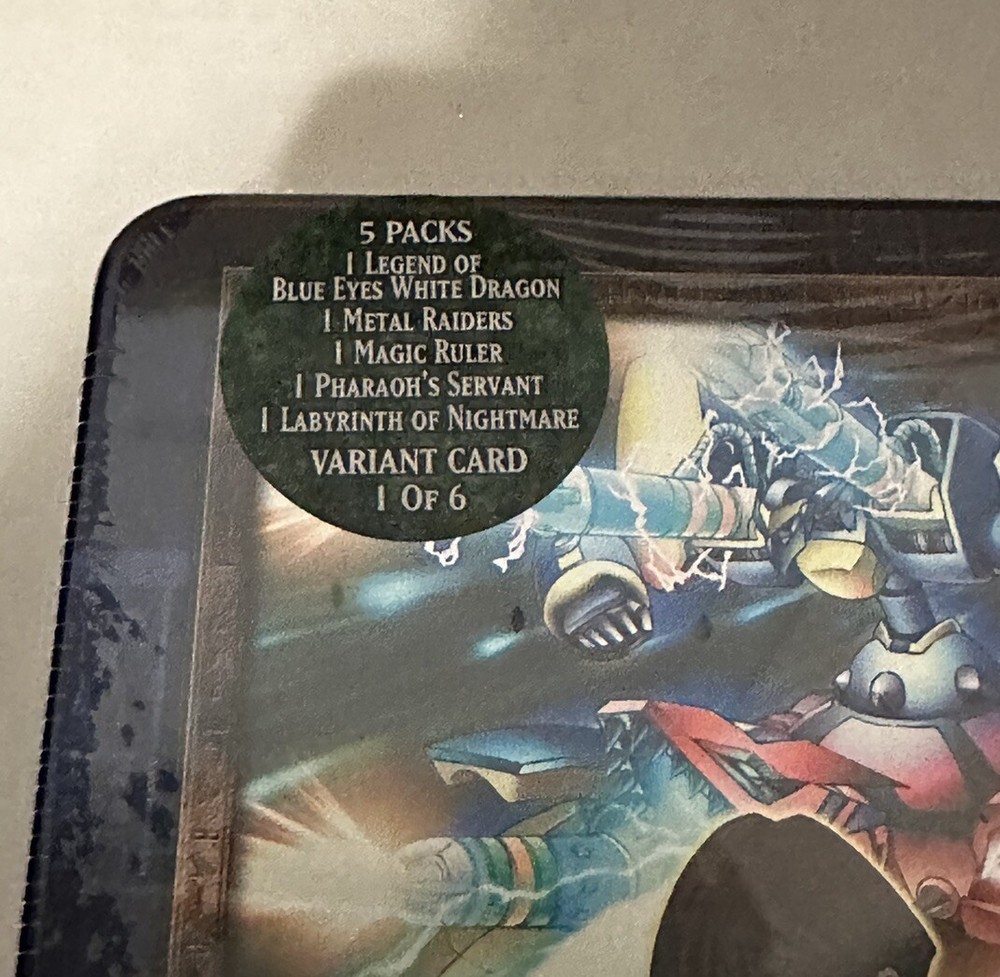 5 PACKS
1 LEGEND OF
BLUE EYES WHITE DRAGON
1 METAL RAIDERS
1 MAGIC RULER
1 PHARAOH'S SERVANT
1 LABYRINTH OF NIGHTMARE
VARIANT CARD
1 OF 6